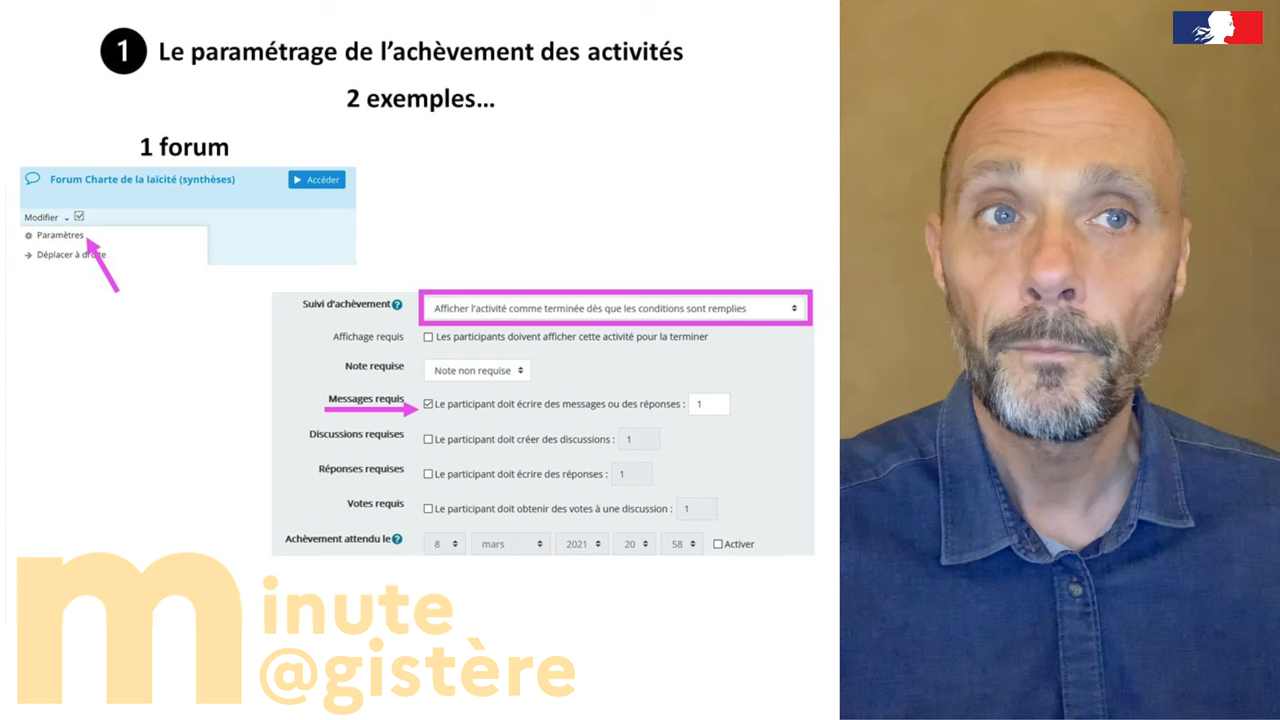 1 Le paramétrage de l'achèvement des activités
2 exemples...
1 forum
Forum Charte de la laïcité (synthèses) Accéder
Modifier
Paramètres
Déplacer à droite
Suivi d'achèvement ? Afficher l'activité comme terminée dès que les conditions sont remplies
Affichage requis Les participants doivent afficher cette activité pour la terminer
Note requise Note non requise
Messages requis Le participant doit écrire des messages ou des réponses : 1
Discussions requises Le participant doit créer des discussions : 1
Réponses requises Le participant doit écrire des réponses : 1
Votes requis Le participant doit obtenir des votes à une discussion : 1
Achèvement attendu le ? 8 mars 2021 20 58 Activer
minute
@gistère